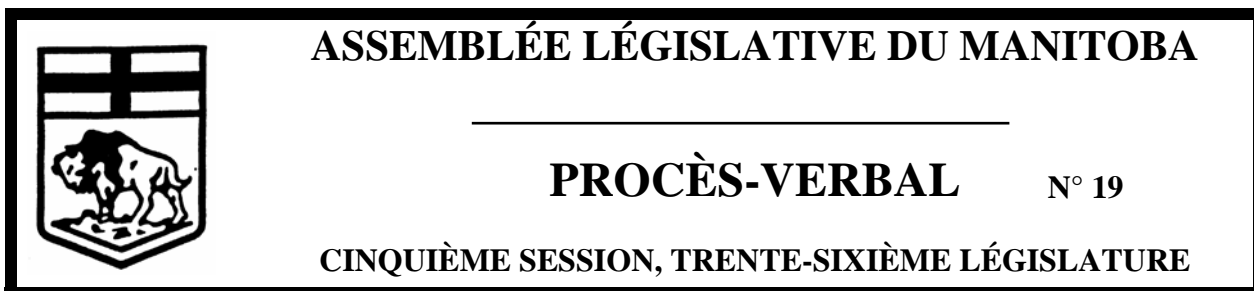 ASSEMBLÉE LÉGISLATIVE DU MANITOBA
PROCÈS-VERBAL N° 19
CINQUIÈME SESSION, TRENTE-SIXIÈME LÉGISLATURE